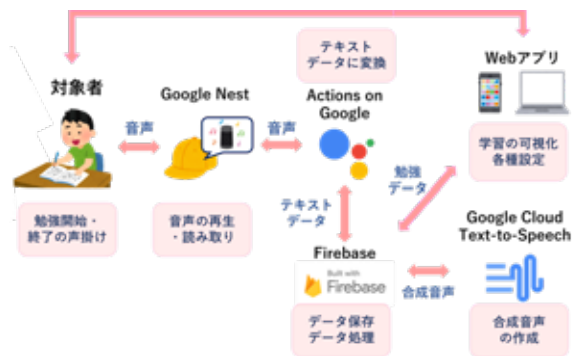 テキスト
データに変換
Webアプリ
対象者
Google Nest
Actions on
Google
音声
音声
学習の可視化
各種設定
勉強
データ
勉強開始・
終了の声掛け
音声の再生
・読み取り
テキスト
データ
Google Cloud
Text-to-Speech
Firebase
Built with
Firebase
合成音声
データ保存
データ処理
合成音声
の作成